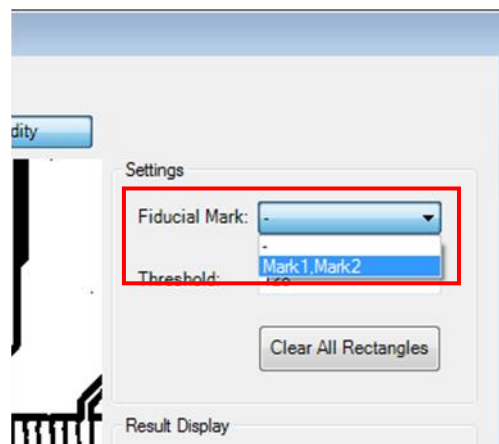 dity
Settings
Fiducial Mark: -
-
Mark1,Mark2
Threshold:
Clear All Rectangles
Result Display